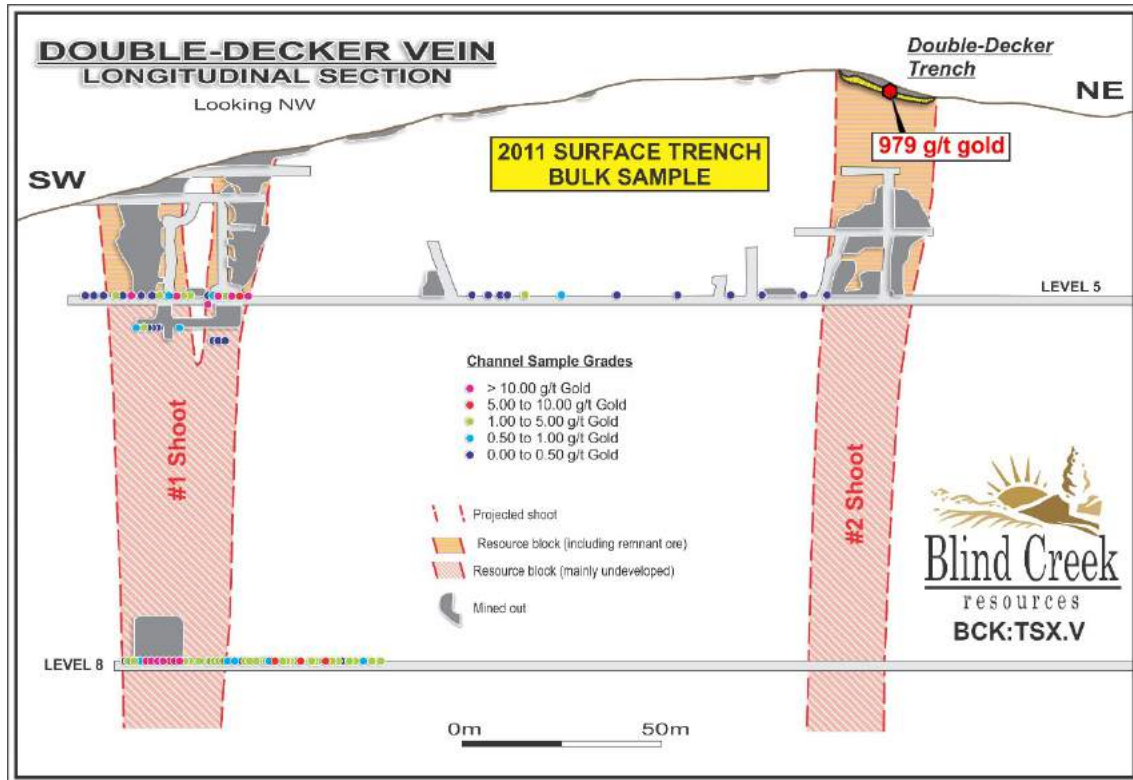 DOUBLE-DECKER VEIN
LONGITUDINAL SECTION
Looking NW
Double-Decker
Trench
NE
979 g/t gold
2011 SURFACE TRENCH
BULK SAMPLE
SW
LEVEL 5
Channel Sample Grades
> 10.00 g/t Gold
5.00 to 10.00 g/t Gold
1.00 to 5.00 g/t Gold
0.50 to 1.00 g/t Gold
0.00 to 0.50 g/t Gold
#1 Shoot
#2 Shoot
Projected shoot
Resource block (including remnant ore)
Resource block (mainly undeveloped)
Mined out
Blind Creek
resources
BCK:TSX.V
LEVEL 8
0m
50m